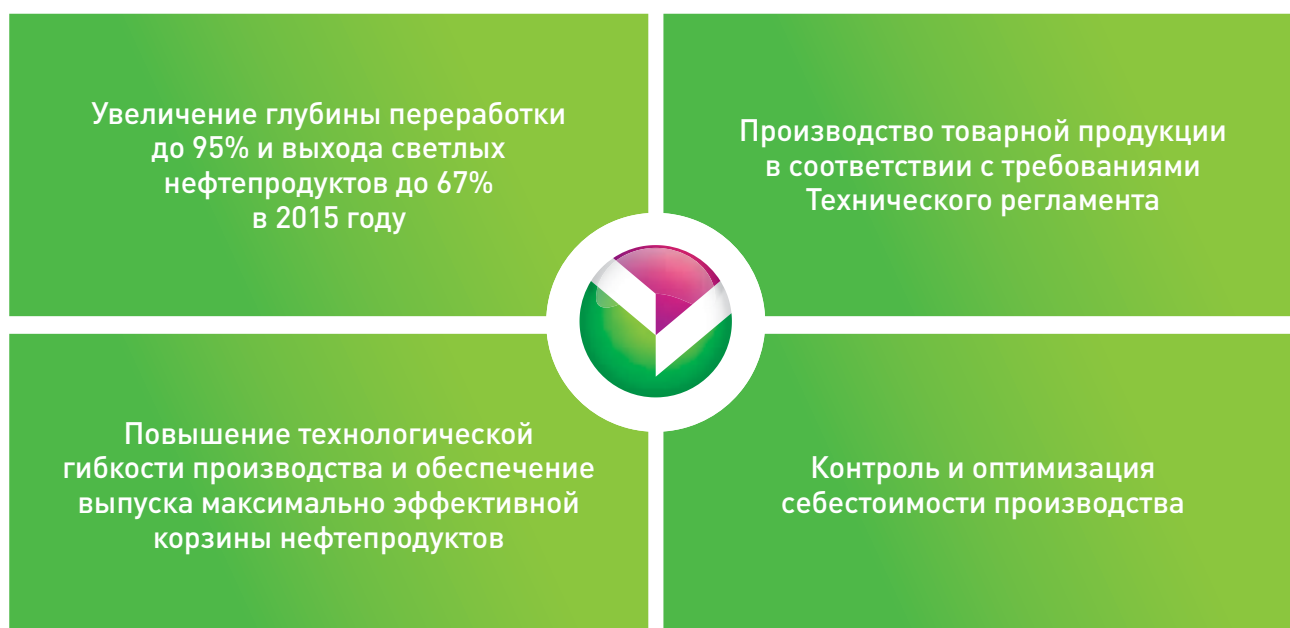 Увеличение глубины переработки
до 95% и выхода светлых
нефтепродуктов до 67%
в 2015 году
Производство товарной продукции
в соответствии с требованиями
Технического регламента
Повышение технологической
гибкости производства и обеспечение
выпуска максимально эффективной
корзины нефтепродуктов
Контроль и оптимизация
себестоимости производства